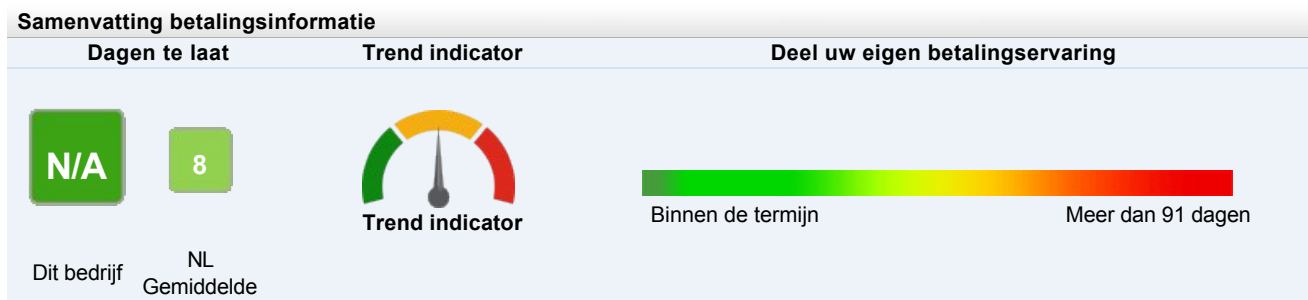 Samenvatting betalingsinformatie
Dagen te laat
Trend indicator
Deel uw eigen betalingservaring
N/A
8
Trend indicator
Binnen de termijn
Meer dan 91 dagen
Dit bedrijf
NL
Gemiddelde